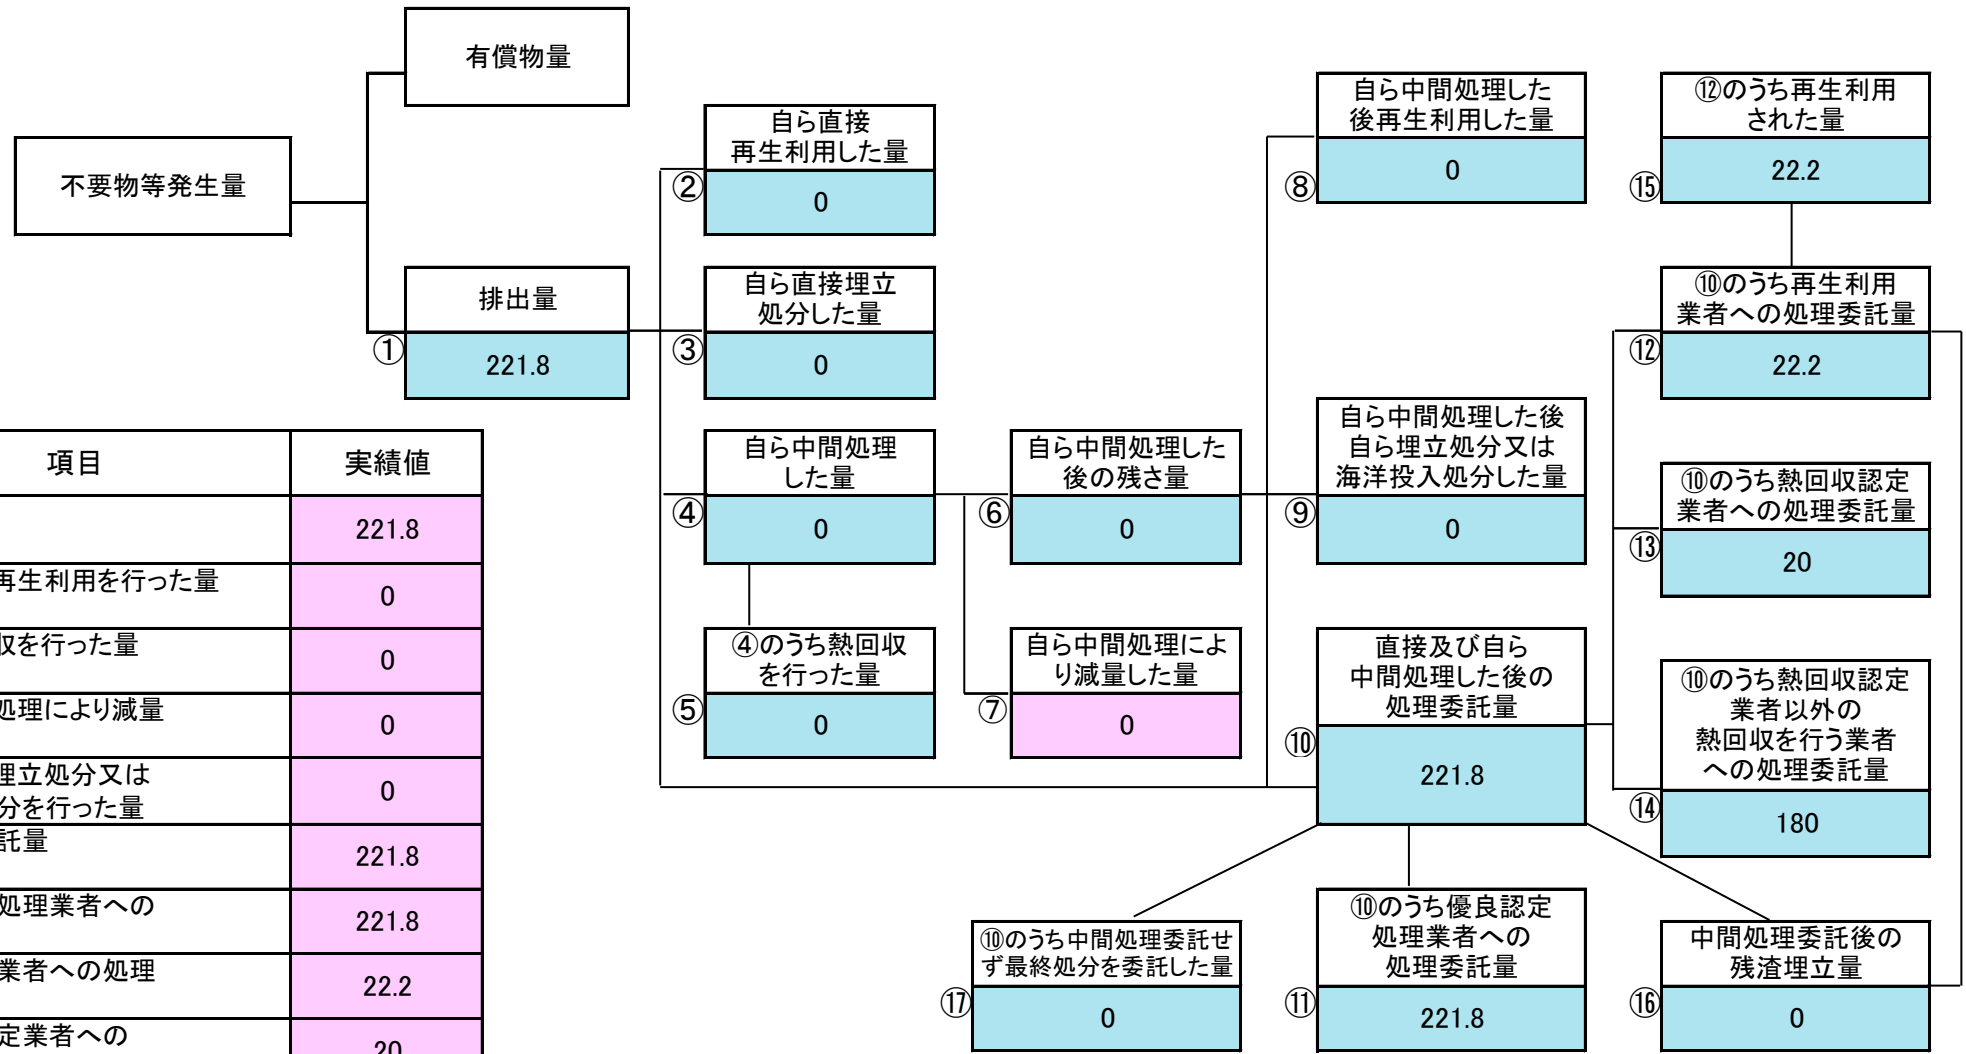 有償物量
不要物等発生量
排出量
①
221.8
自ら直接
再生利用した量
②
0
自ら直接埋立
処分した量
③
0
自ら中間処理
した量
④
0
④のうち熱回収
を行った量
⑤
0
自ら中間処理した
後の残さ量
⑥
0
自ら中間処理によ
り減量した量
⑦
0
自ら中間処理した
後再生利用した量
⑧
0
自ら中間処理した後
自ら埋立処分又は
海洋投入処分した量
⑨
0
直接及び自ら
中間処理した後の
処理委託量
⑩
221.8
⑫のうち再生利用
された量
⑮
22.2
⑩のうち再生利用
業者への処理委託量
⑫
22.2
⑩のうち熱回収認定
業者への処理委託量
⑬
20
⑩のうち熱回収認定
業者以外の
熱回収を行う業者
への処理委託量
⑭
180
⑩のうち中間処理委託せ
ず最終処分を委託した量
⑰
0
⑩のうち優良認定
処理業者への
処理委託量
⑪
221.8
中間処理委託後の
残渣埋立量
⑯
0
項目 実績値
221.8
再生利用を行った量
0
収を行った量
0
処理により減量
0
埋立処分又は
分を行った量
0
託量
221.8
処理業者への
221.8
業者への処理
22.2
定業者への
20